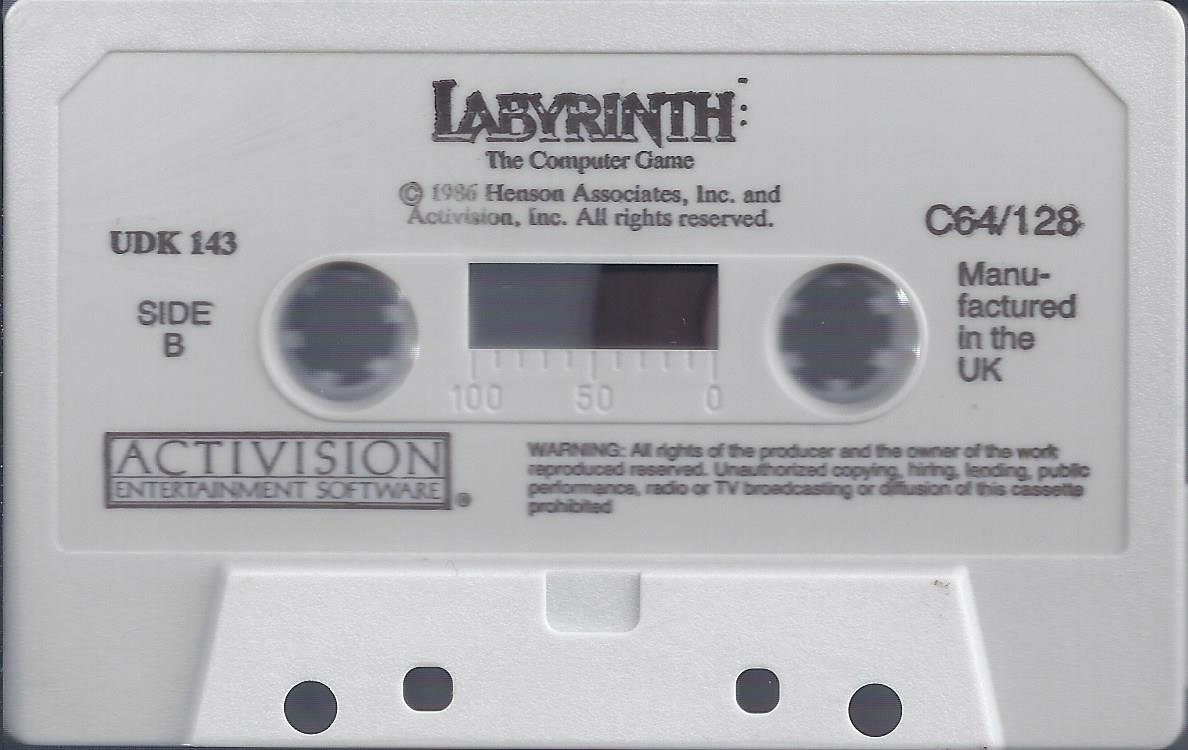 LABYRINTH:
The Computer Game
© 1986 Henson Associates, Inc. and
Activision, Inc. All rights reserved.
UDK 143
SIDE
B
C64/128
Manu-
factured
in the
UK
100 50 0
ACTIVISION
ENTERTAINMENT SOFTWARE
®
WARNING: All rights of the producer and the owner of the work
reproduced reserved. Unauthorized copying, hiring, lending, public
performance, radio or TV broadcasting or diffusion of this cassette
prohibited